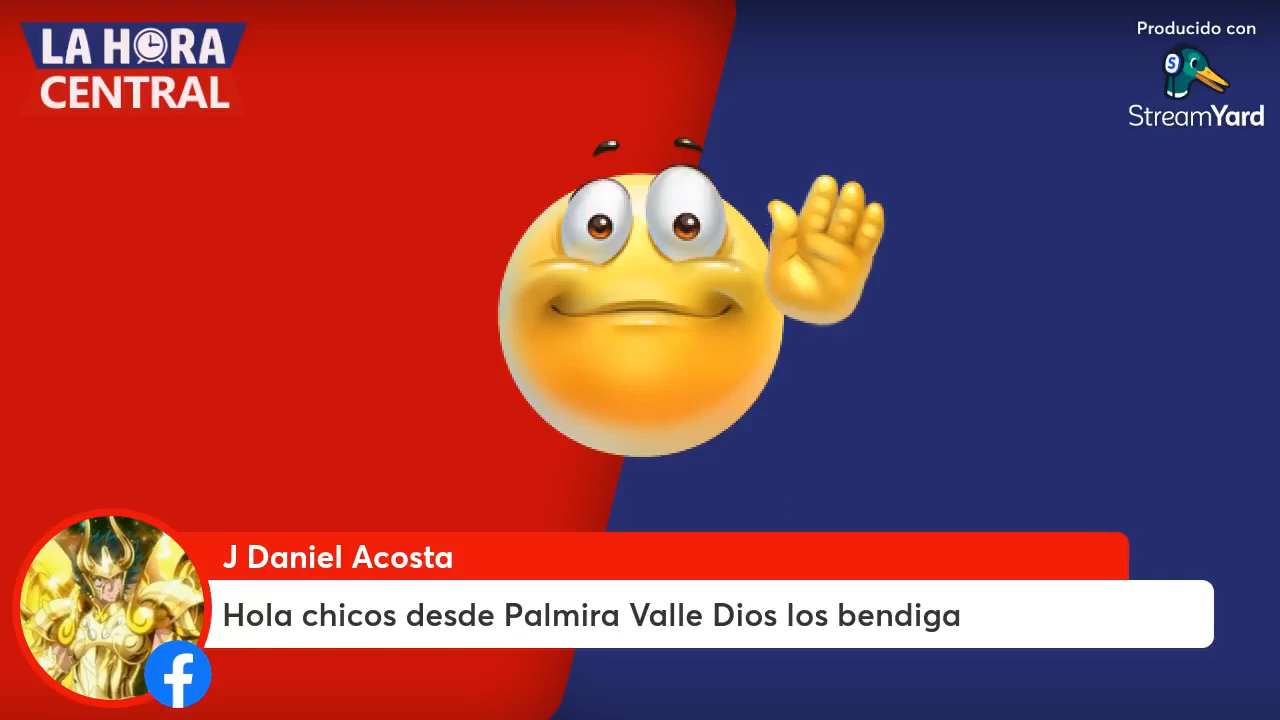 LA HORA
CENTRAL
Producido con
S
StreamYard
J Daniel Acosta
Hola chicos desde Palmira Valle Dios los bendiga